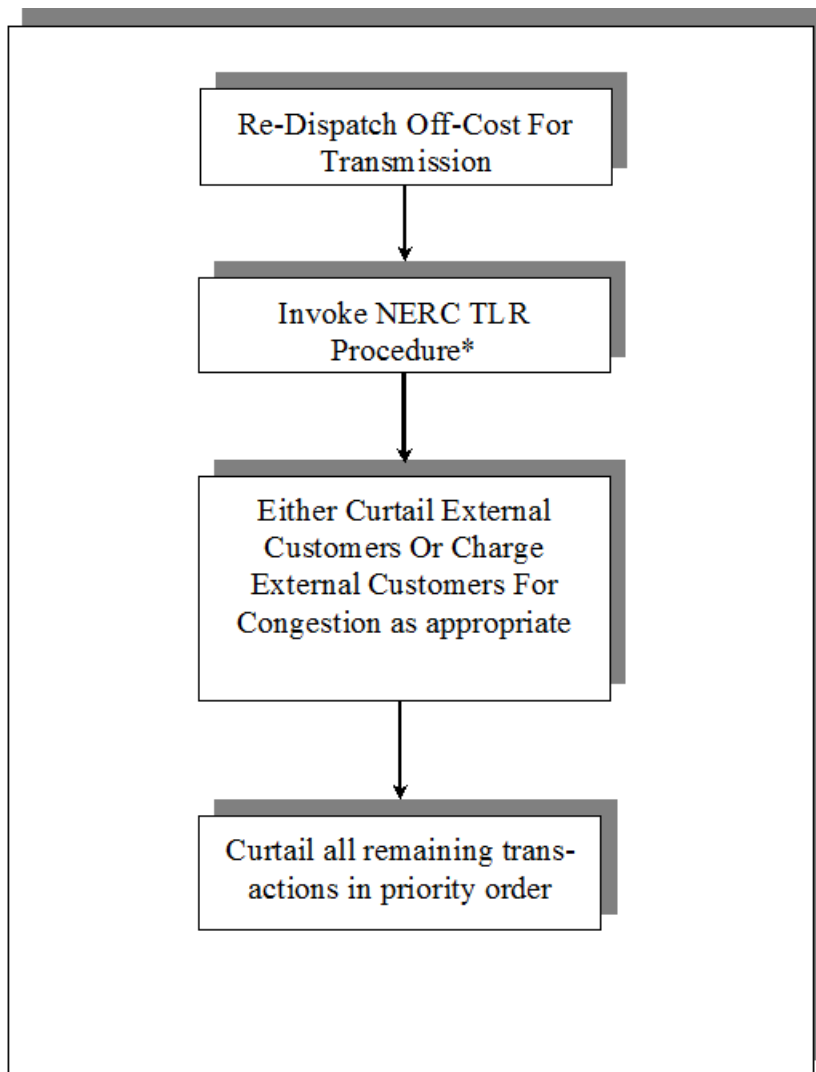 Re-Dispatch Off-Cost For
Transmission
Invoke NERC TLR
Procedure*
Either Curtail External
Customers Or Charge
External Customers For
Congestion as appropriate
Curtail all remaining trans-
actions in priority order